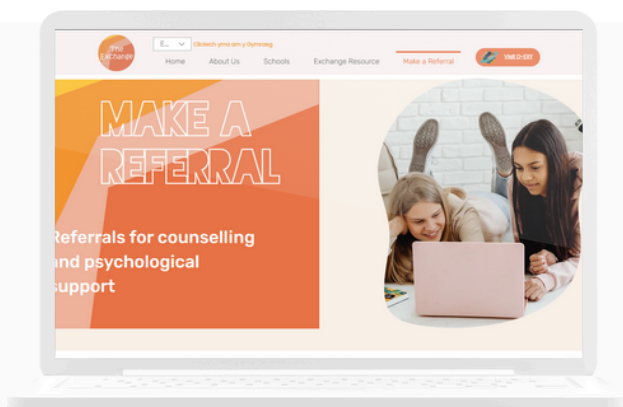 The
Exchange
E...
Cliciwch yma am y Gymraeg
Home
About Us
Schools
Exchange Resource
Make a Referral
MAKE A
REFERRAL
Referrals for counselling
and psychological
support